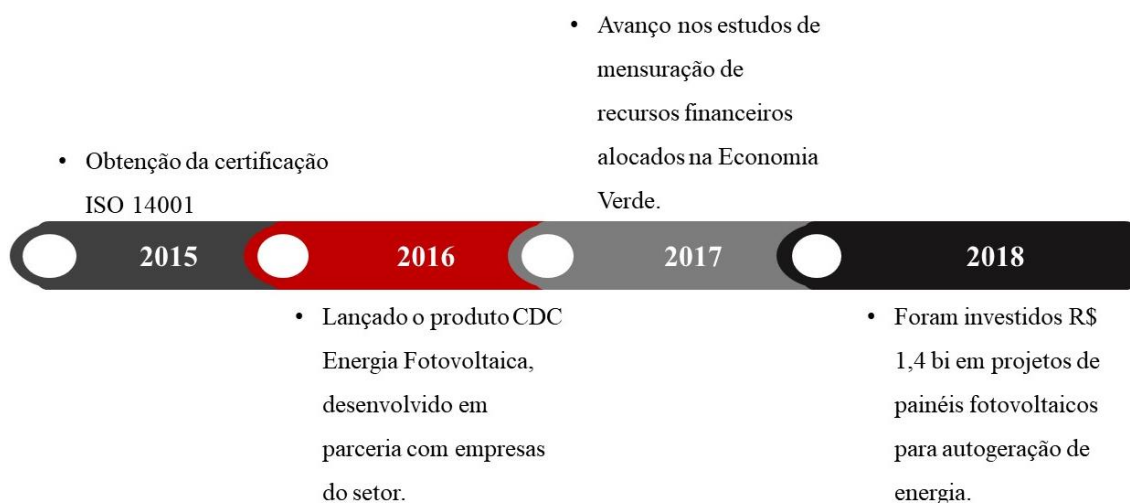 • Obtenção da certificação
ISO 14001
2015
2016
• Lançado o produto CDC
Energia Fotovoltaica,
desenvolvido em
parceria com empresas
do setor.
• Avanço nos estudos de
mensuração de
recursos financeiros
alocados na Economia
Verde.
2017
2018
• Foram investidos R$
1,4 bi em projetos de
painéis fotovoltaicos
para autogeração de
energia.